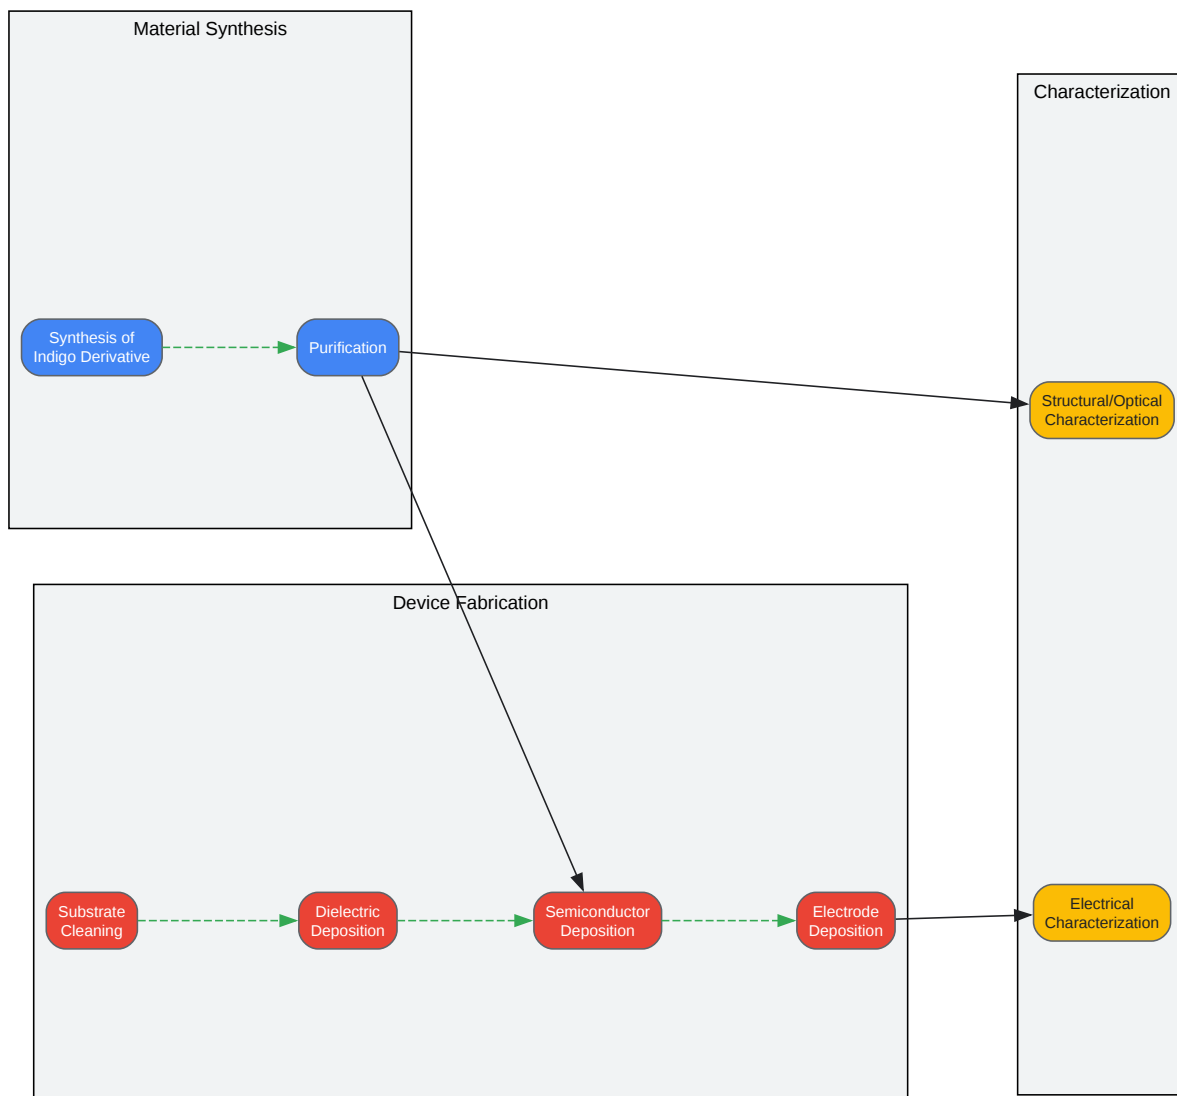 Material Synthesis
Characterization
Synthesis of
Indigo Derivative
Purification
Structural/Optical
Characterization
Device Fabrication
Substrate
Cleaning
Dielectric
Deposition
Semiconductor
Deposition
Electrode
Deposition
Electrical
Characterization